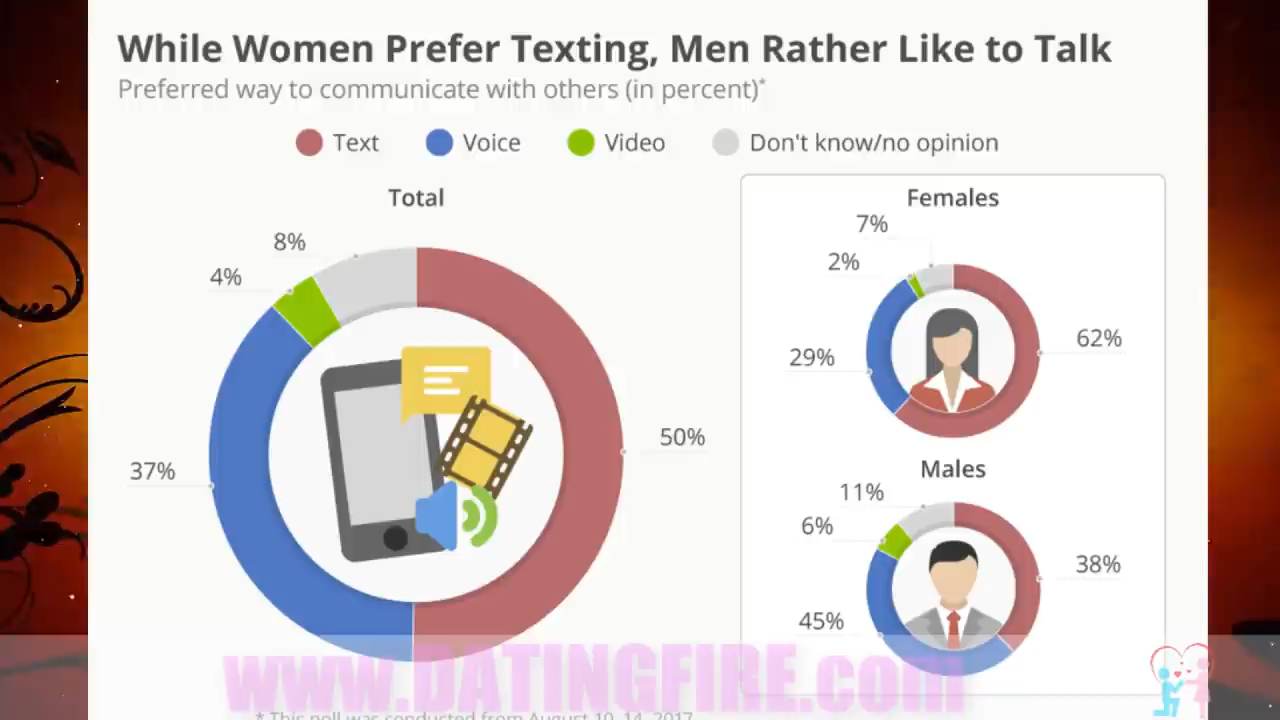 While Women Prefer Texting, Men Rather Like to Talk
Preferred way to communicate with others (in percent)*
Text
Voice
Video
Don't know/no opinion
Total
8%
4%
37%
50%
Females
7%
2%
29%
62%
Males
11%
6%
45%
38%
www.DATINGFIRE.com
* This poll was conducted from August 10-14, 2017